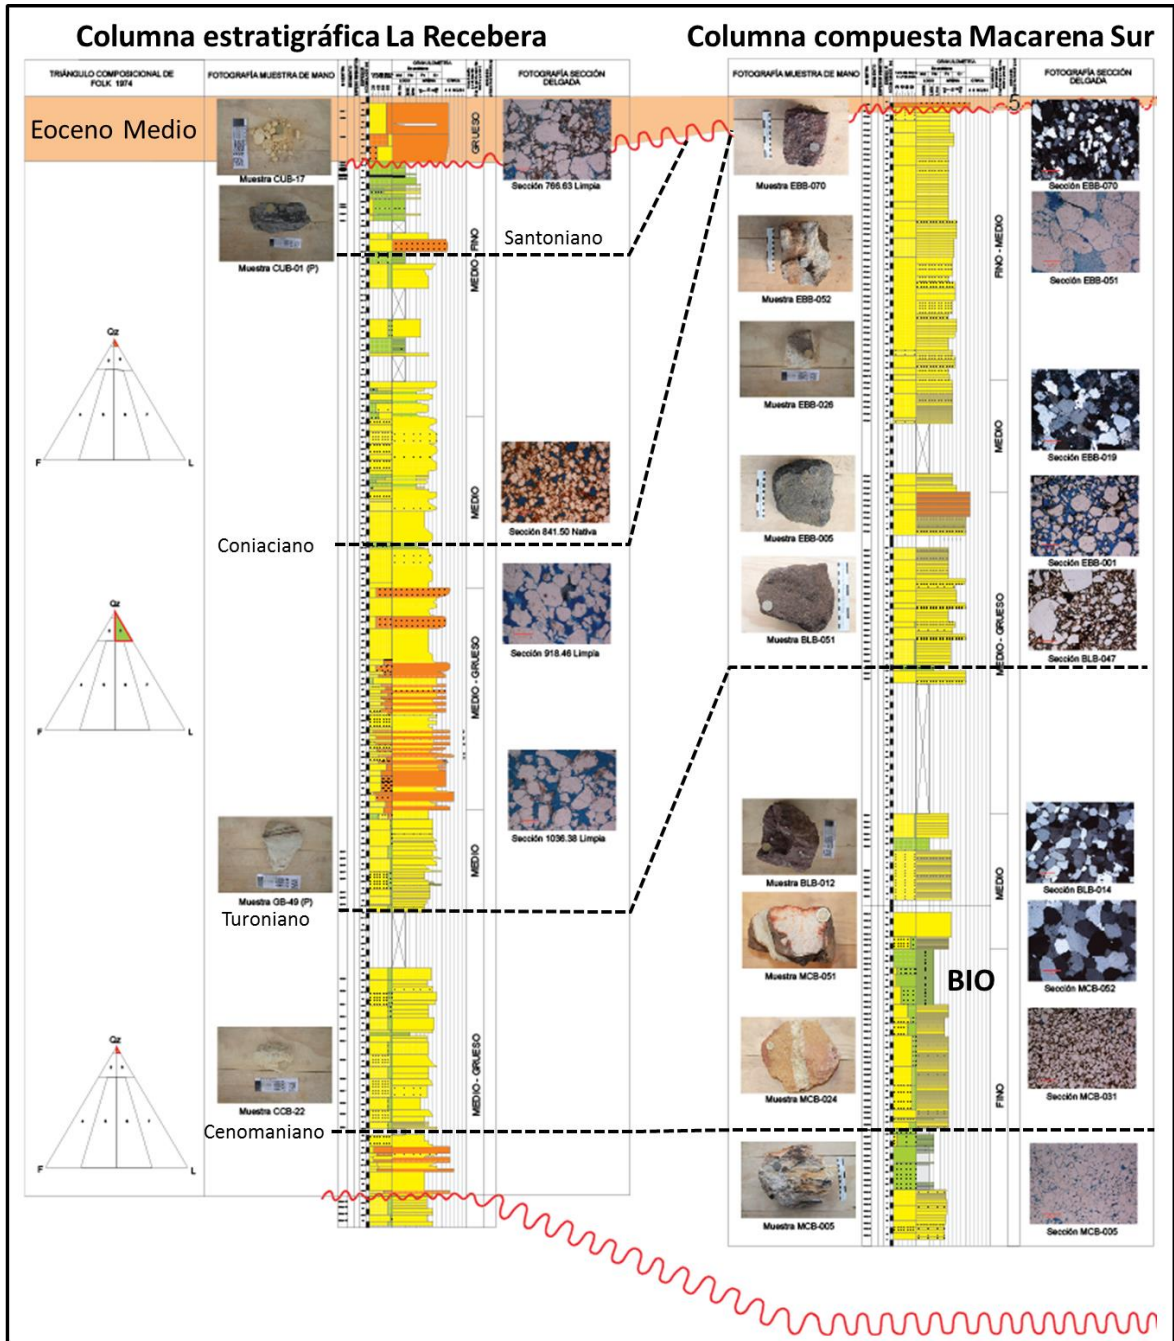 Columna estratigráfica La Recebera
TRIÁNGULO COMPOSICIONAL DE
FOLK 1974
FOTOGRAFÍA MUESTRA DE MANO
FOTOGRAFÍA SECCIÓN
DELGADA
Eoceno Medio
Muestra CUB-17
Muestra CUB-01 (P)
Santoniano
Coniaciano
Turoniano
Cenomaniano
Muestra GB-49 (P)
Muestra CCB-22
Qz
F
L
Qz
F
L
Qz
F
L
GRUESO
MEDIO - FINO
MEDIO
MEDIO - GRUESO
MEDIO
MEDIO - GRUESO
Sección 766.63 Limpia
Sección 841.50 Nativa
Sección 918.46 Limpia
Sección 1036.38 Limpia
Columna compuesta Macarena Sur
FOTOGRAFÍA MUESTRA DE MANO
FOTOGRAFÍA SECCIÓN
DELGADA
Muestra EBB-070
Muestra EBB-052
Muestra EBB-026
Muestra EBB-005
Muestra BLB-051
Muestra BLB-012
Muestra MCB-051
Muestra MCB-024
Muestra MCB-005
BIO
FINO - MEDIO
MEDIO
MEDIO - GRUESO
MEDIO
FINO
Sección EBB-070
Sección EBB-051
Sección EBB-019
Sección EBB-001
Sección BLB-047
Sección BLB-014
Sección MCB-052
Sección MCB-031
Sección MCB-005